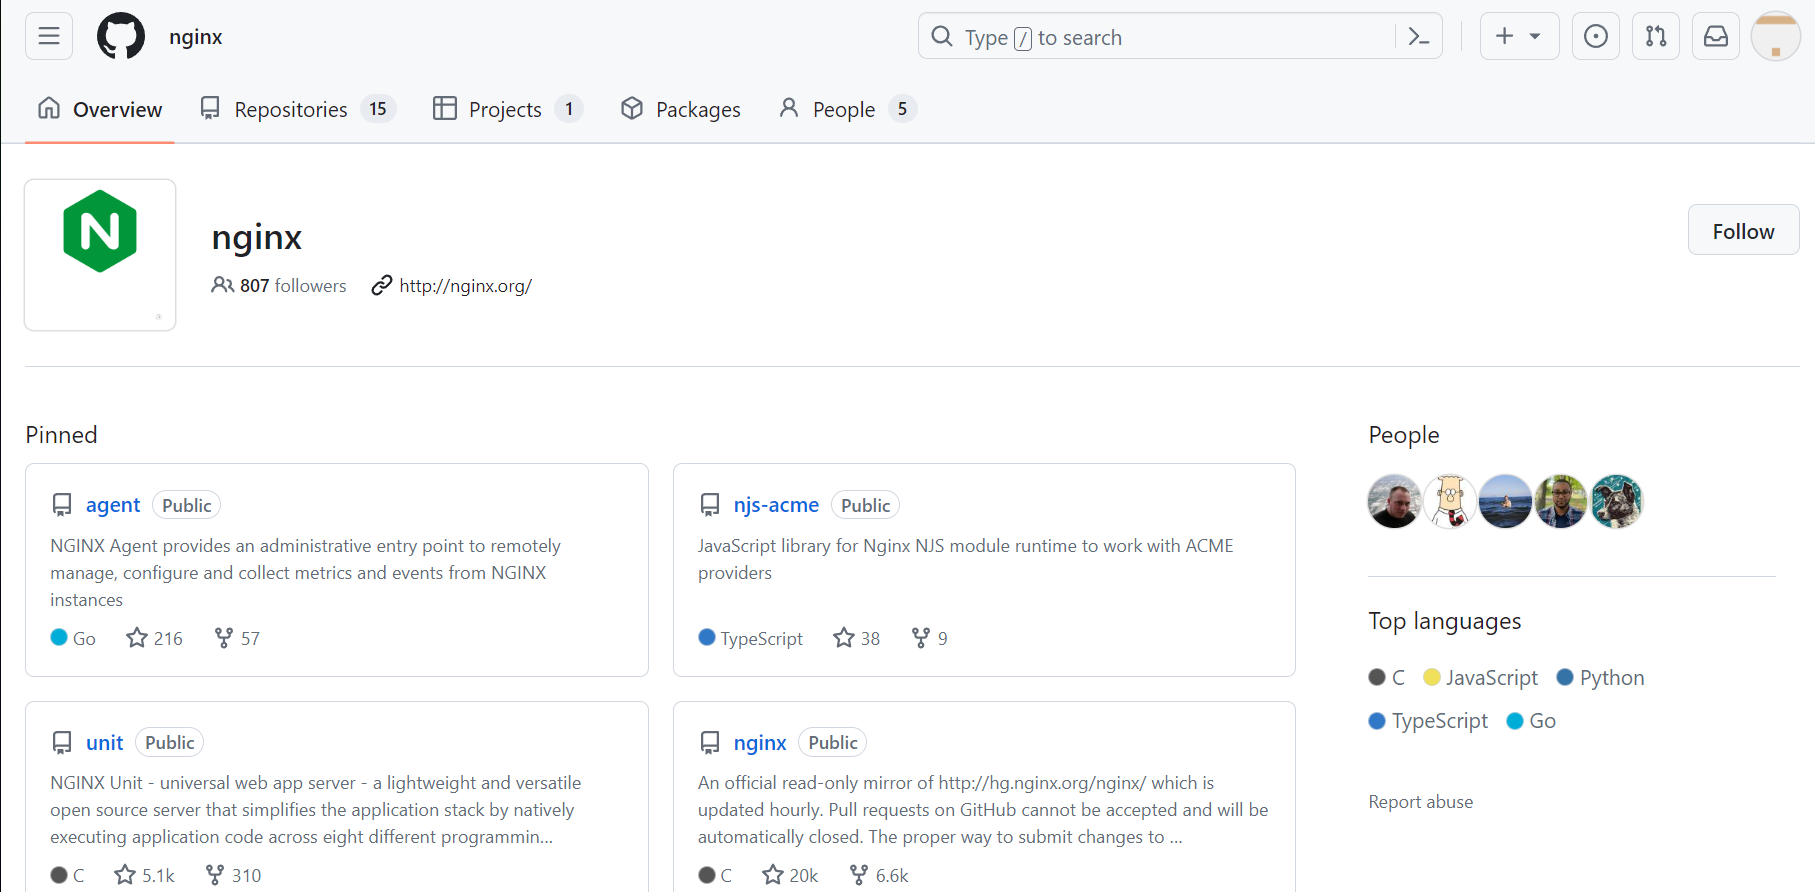 nginx
Type / to search
Overview
Repositories 15
Projects 1
Packages
People 5
N
nginx
807 followers
http://nginx.org/
Follow
Pinned
agent Public
NGINX Agent provides an administrative entry point to remotely
manage, configure and collect metrics and events from NGINX
instances
Go 216 57
njs-acme Public
JavaScript library for Nginx NJS module runtime to work with ACME
providers
TypeScript 38 9
unit Public
NGINX Unit - universal web app server - a lightweight and versatile
open source server that simplifies the application stack by natively
executing application code across eight different programmin...
C 5.1k 310
nginx Public
An official read-only mirror of http://hg.nginx.org/nginx/ which is
updated hourly. Pull requests on GitHub cannot be accepted and will be
automatically closed. The proper way to submit changes to ...
C 20k 6.6k
People
Top languages
C JavaScript Python
TypeScript Go
Report abuse